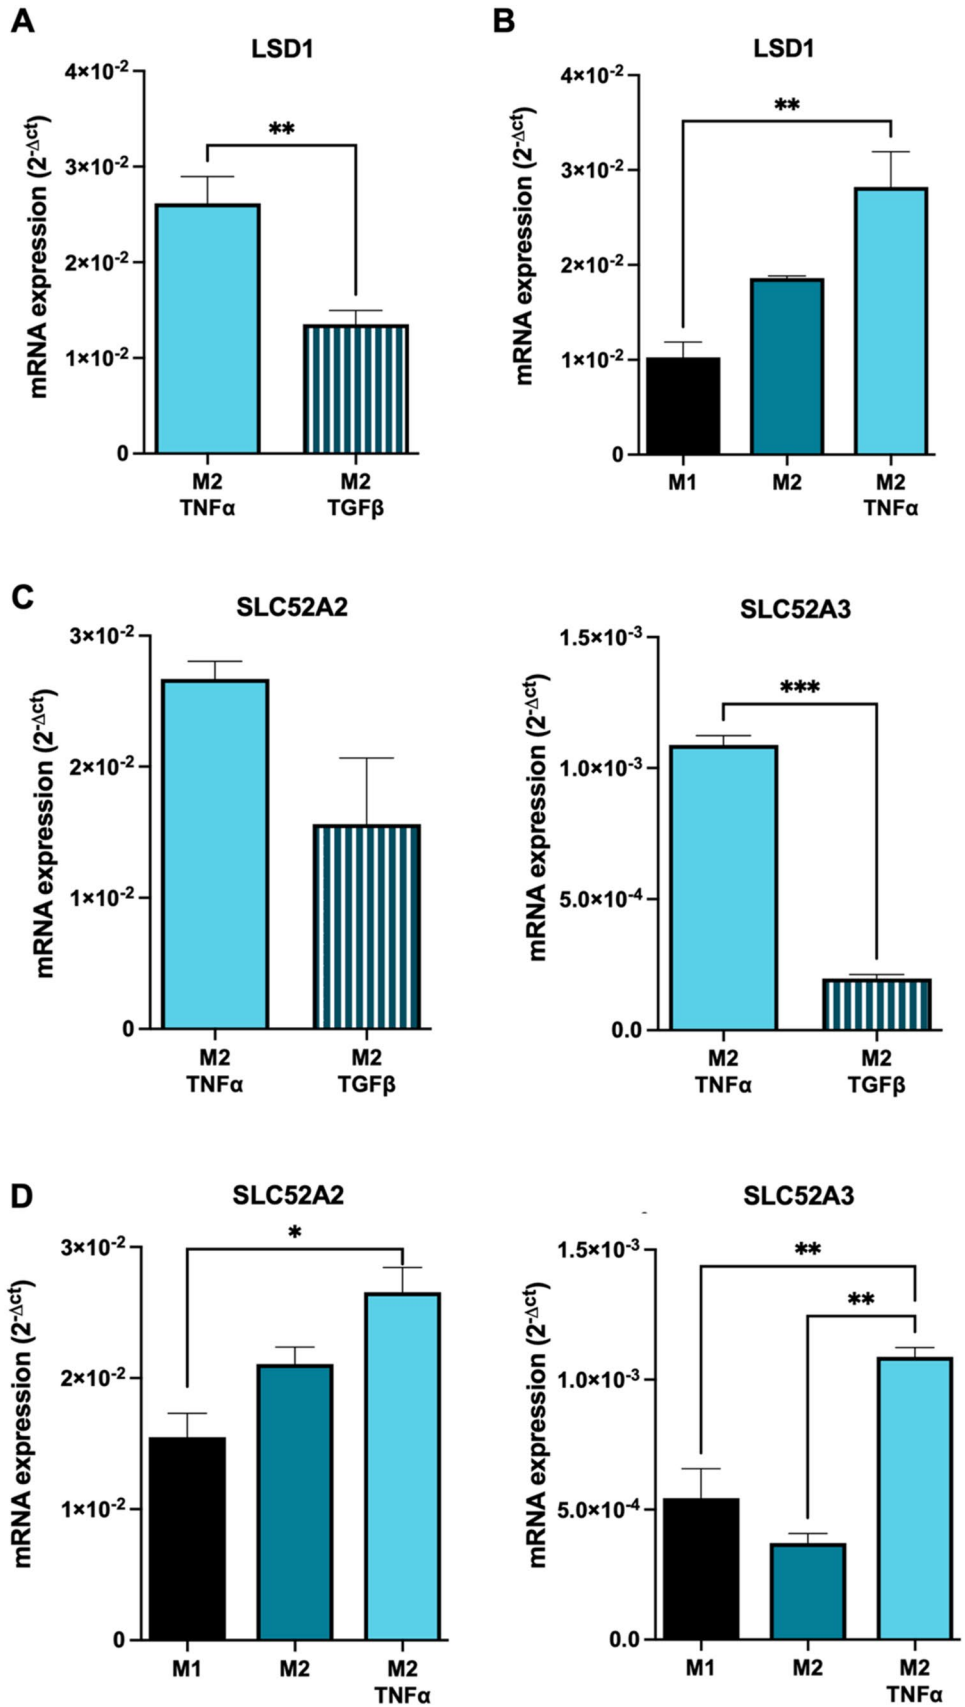 A
LSD1
mRNA expression (2^-Δct)
4×10^-2
3×10^-2
2×10^-2
1×10^-2
0
**
M2
TNFα
M2
TGFβ
B
LSD1
mRNA expression (2^-Δct)
4×10^-2
3×10^-2
2×10^-2
1×10^-2
0
**
M1
M2
M2
TNFα
C
SLC52A2
mRNA expression (2^-Δct)
3×10^-2
2×10^-2
1×10^-2
0
M2
TNFα
M2
TGFβ
SLC52A3
mRNA expression (2^-Δct)
1.5×10^-3
1.0×10^-3
5.0×10^-4
0.0
***
M2
TNFα
M2
TGFβ
D
SLC52A2
mRNA expression (2^-Δct)
3×10^-2
2×10^-2
1×10^-2
0
*
M1
M2
M2
TNFα
SLC52A3
mRNA expression (2^-Δct)
1.5×10^-3
1.0×10^-3
5.0×10^-4
0.0
**
**
M1
M2
M2
TNFα